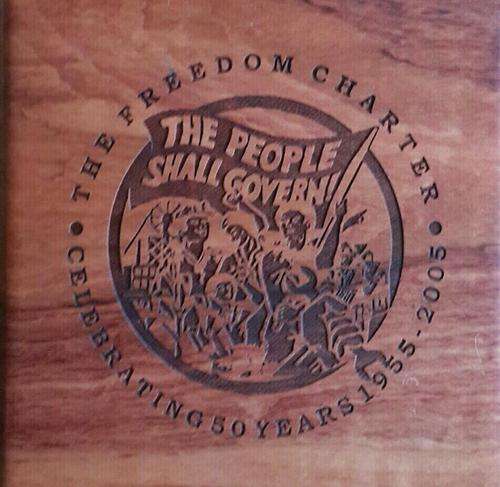 THE FREEDOM CHARTER
THE PEOPLE
SHALL GOVERN!
CELEBRATING 50 YEARS 1955-2005